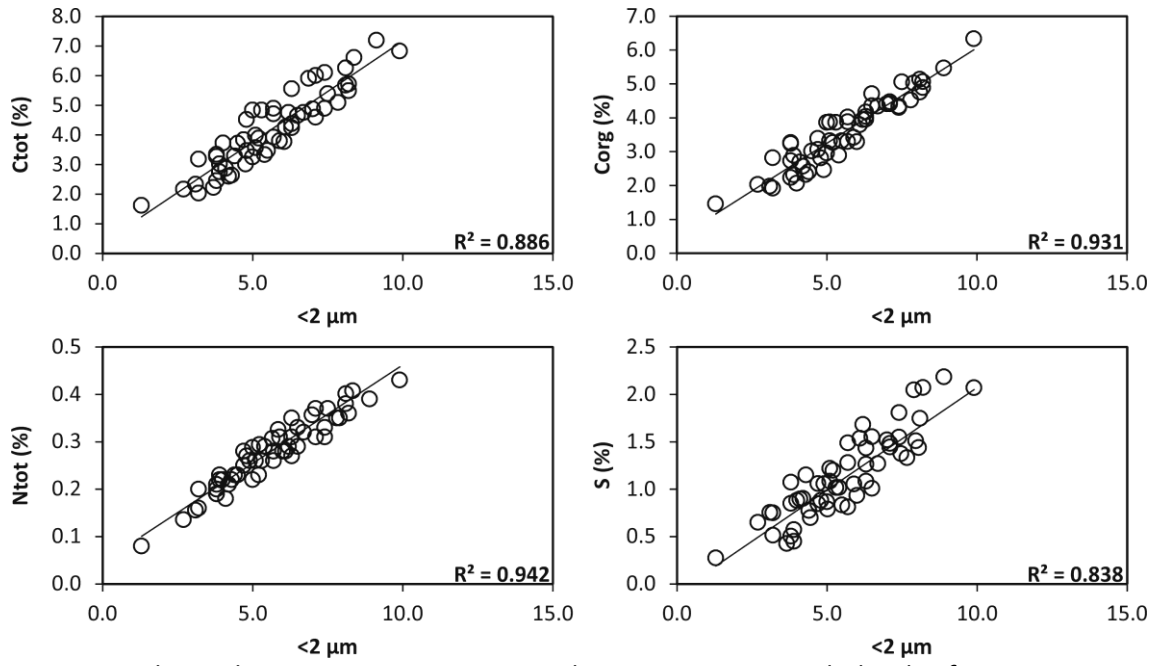 8.0
7.0
6.0
5.0
4.0
3.0
2.0
1.0
0.0
Ctot (%)
R² = 0.886
0.0 5.0 10.0 15.0
<2 µm
7.0
6.0
5.0
4.0
3.0
2.0
1.0
0.0
Corg (%)
R² = 0.931
0.0 5.0 10.0 15.0
<2 µm
0.5
0.4
0.3
0.2
0.1
0.0
Ntot (%)
R² = 0.942
0.0 5.0 10.0 15.0
<2 µm
2.5
2.0
1.5
1.0
0.5
0.0
S (%)
R² = 0.838
0.0 5.0 10.0 15.0
<2 µm